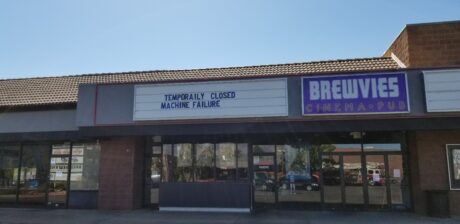 TEMPORAILY CLOSED
MACHINE FAILURE
BREWVIES
CINEMA PUB